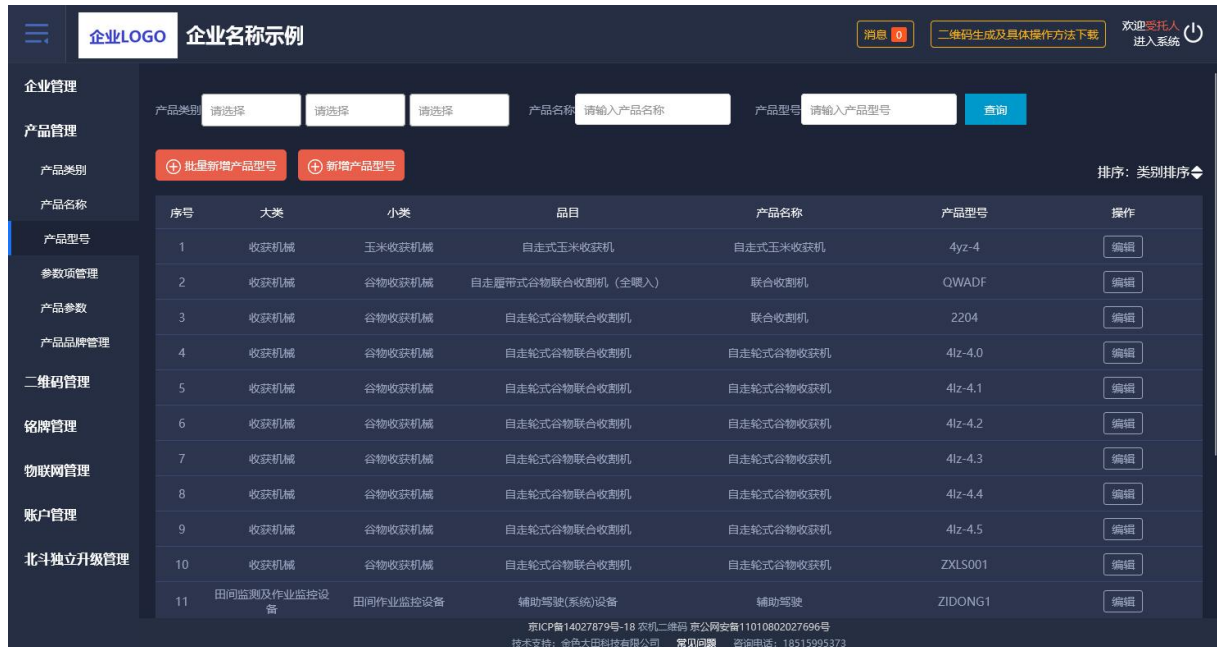 企业LOGO 企业名称示例 消息 0 二维码生成及具体操作方法下载 欢迎受托人
进入系统
企业管理
产品管理
产品类别
产品名称
产品型号
参数项管理
产品参数
产品品牌管理
二维码管理
铭牌管理
物联网管理
账户管理
北斗独立升级管理
产品类别 请选择 请选择 请选择 产品名称 请输入产品名称 产品型号 请输入产品型号 查询
批量新增产品型号 新增产品型号
排序：类别排序
序号 大类 小类 品目 产品名称 产品型号 操作
1 收获机械 玉米收获机械 自走式玉米收获机 自走式玉米收获机 4yz-4 编辑
2 收获机械 谷物收获机械 自走履带式谷物联合收割机（全喂入） 联合收割机 QWADF 编辑
3 收获机械 谷物收获机械 自走轮式谷物联合收割机 联合收割机 2204 编辑
4 收获机械 谷物收获机械 自走轮式谷物联合收割机 自走轮式谷物收获机 4lz-4.0 编辑
5 收获机械 谷物收获机械 自走轮式谷物联合收割机 自走轮式谷物收获机 4lz-4.1 编辑
6 收获机械 谷物收获机械 自走轮式谷物联合收割机 自走轮式谷物收获机 4lz-4.2 编辑
7 收获机械 谷物收获机械 自走轮式谷物联合收割机 自走轮式谷物收获机 4lz-4.3 编辑
8 收获机械 谷物收获机械 自走轮式谷物联合收割机 自走轮式谷物收获机 4lz-4.4 编辑
9 收获机械 谷物收获机械 自走轮式谷物联合收割机 自走轮式谷物收获机 4lz-4.5 编辑
10 收获机械 谷物收获机械 自走轮式谷物联合收割机 自走轮式谷物收获机 ZXLS001 编辑
11 田间监测及作业监控设
备 田间作业监控设备 辅助驾驶(系统)设备 辅助驾驶 ZIDONG1 编辑
京ICP备14027879号-18 农机二维码 京公网安备11010802027696号
技术支持：金色大田科技有限公司 常见问题 咨询电话：18515995373